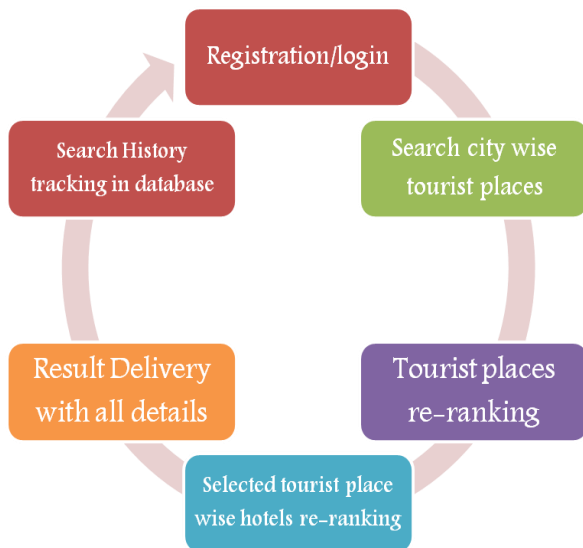 Registration/login
Search city wise
tourist places
Tourist places
re-ranking
Selected tourist place
wise hotels re-ranking
Result Delivery
with all details
Search History
tracking in database